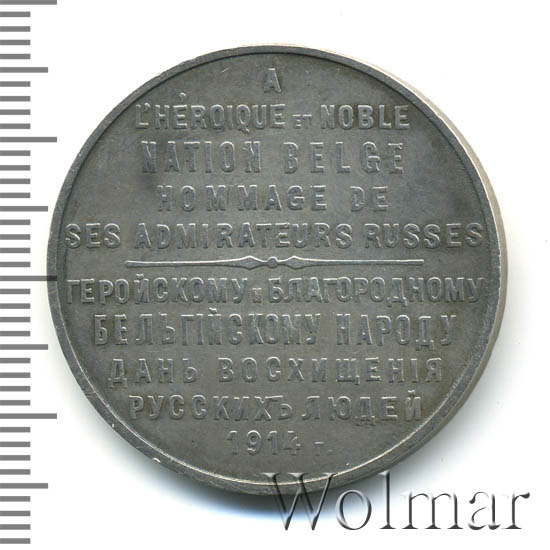 A
L'HÉROIQUE ET NOBLE
NATION BELGE
HOMMAGE DE
SES ADMIRATEURS RUSSES
ГЕРОЙСКОМУ И БЛАГОРОДНОМУ
БЕЛЬГІЙСКОМУ НАРОДУ
ДАНЬ ВОСХИЩЕНІЯ
РУССКИХЪ ЛЮДЕЙ
1914 г.
Wolmar